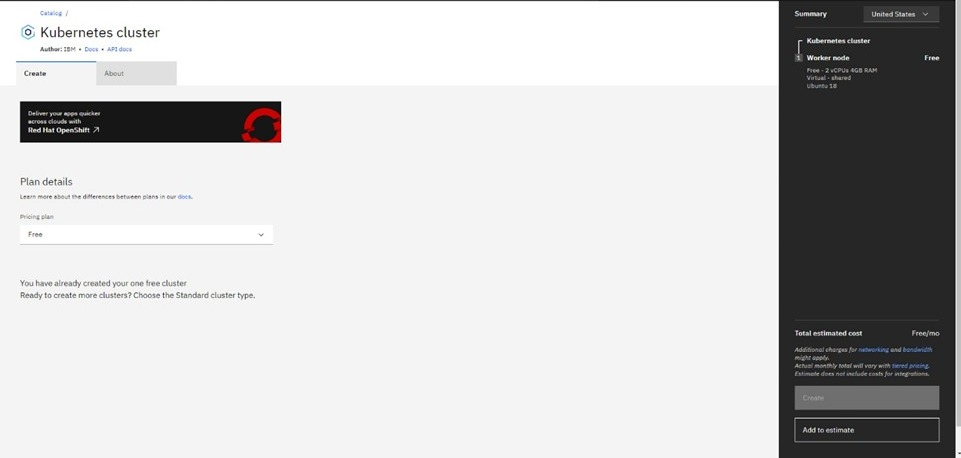 Catalog /
Kubernetes cluster
Author: IBM • Docs • API docs
Create
About
Deliver your apps quicker
across clouds with
Red Hat OpenShift
Plan details
Learn more about the differences between plans in our docs.
Pricing plan
Free
You have already created your one free cluster
Ready to create more clusters? Choose the Standard cluster type.
Summary
United States
Kubernetes cluster
1 Worker node Free
Free - 2 vCPUs 4GB RAM
Virtual - shared
Ubuntu 18
Total estimated cost Free/mo
Additional charges for networking and bandwidth
might apply.
Actual monthly total will vary with tiered pricing.
Estimate does not include costs for integrations.
Create
Add to estimate